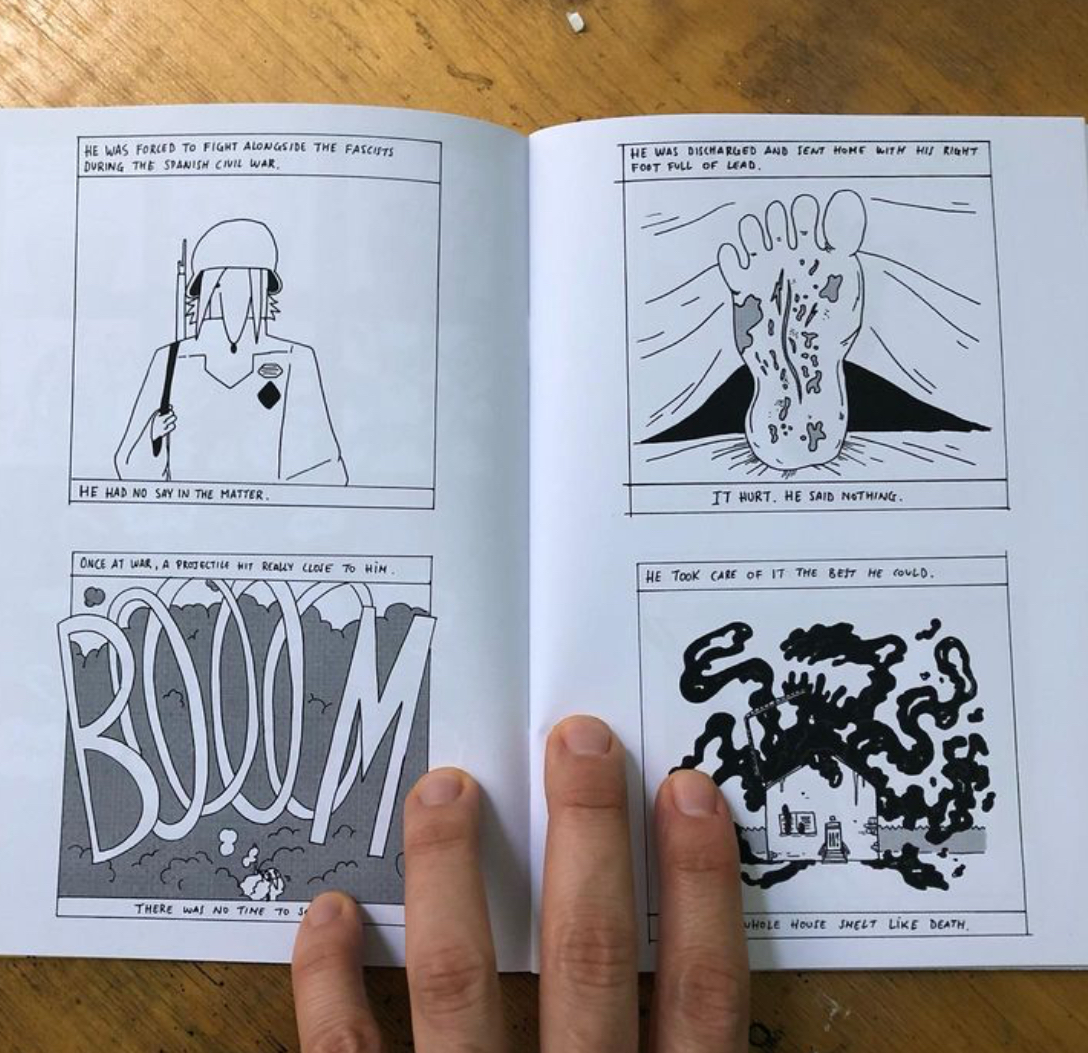 HE WAS FORCED TO FIGHT ALONGSIDE THE FASCISTS
DURING THE SPANISH CIVIL WAR.
HE HAD NO SAY IN THE MATTER.
ONCE AT WAR, A PROJECTILE HIT REALLY CLOSE TO HIM.
BOOOM
THERE WAS NO TIME TO
HE WAS DISCHARGED AND SENT HOME WITH HIS RIGHT
FOOT FULL OF LEAD.
IT HURT. HE SAID NOTHING.
HE TOOK CARE OF IT THE BEST HE COULD.
WHOLE HOUSE SMELT LIKE DEATH.